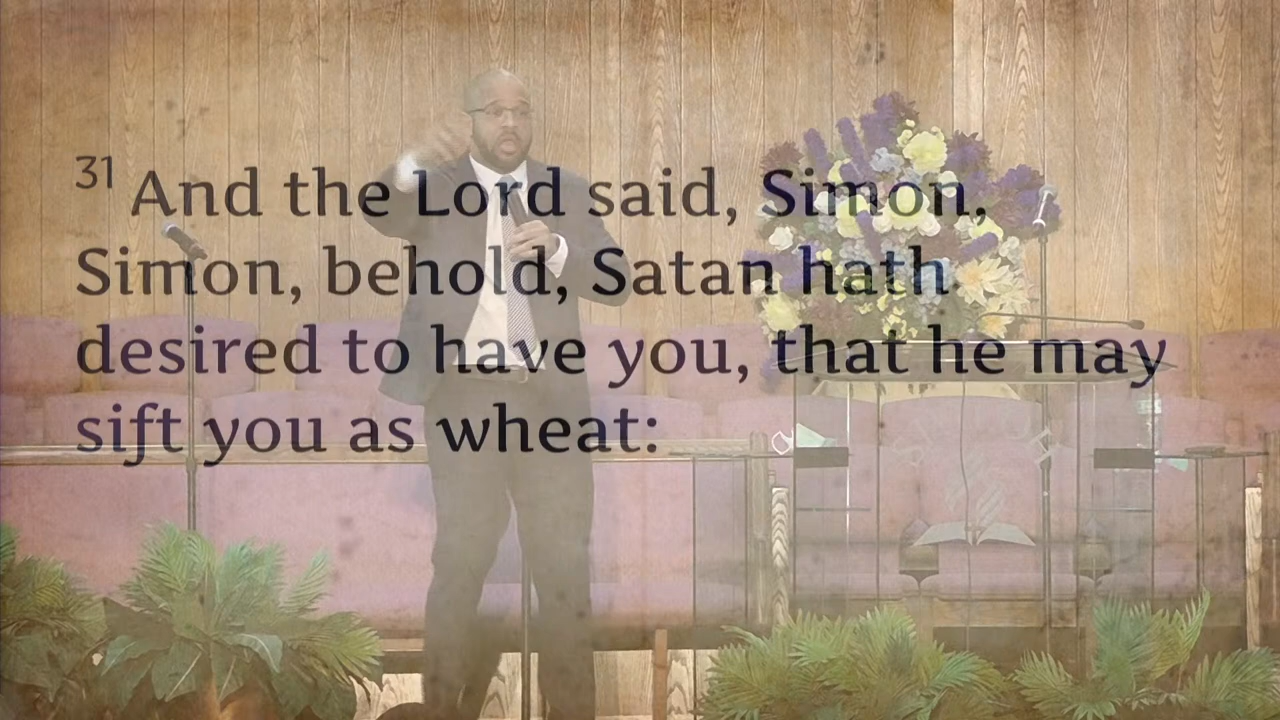 31 And the Lord said, Simon,
Simon, behold, Satan hath
desired to have you, that he may
sift you as wheat: